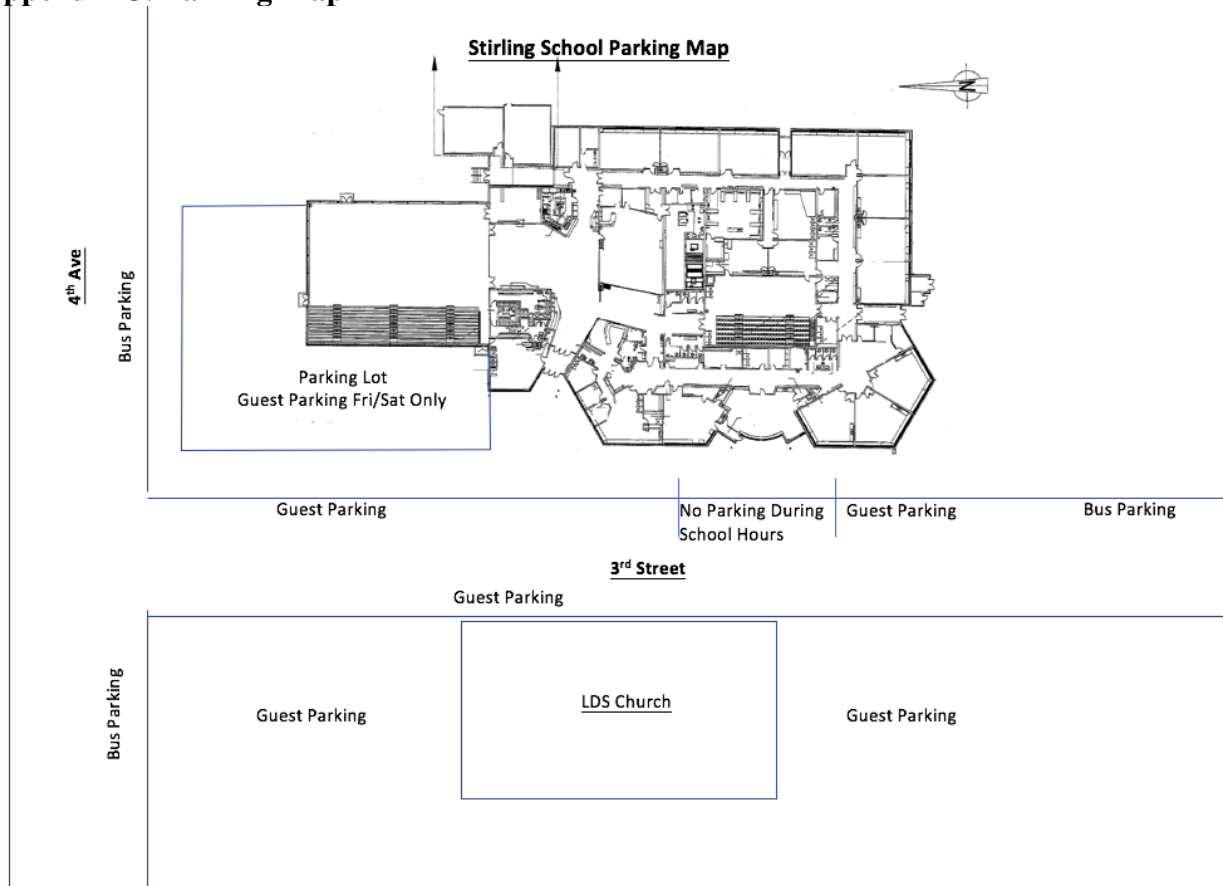 Stirling School Parking Map
N
4th Ave
Bus Parking
Parking Lot
Guest Parking Fri/Sat Only
Guest Parking
No Parking During
School Hours
Guest Parking
Bus Parking
3rd Street
Guest Parking
Bus Parking
Guest Parking
LDS Church
Guest Parking